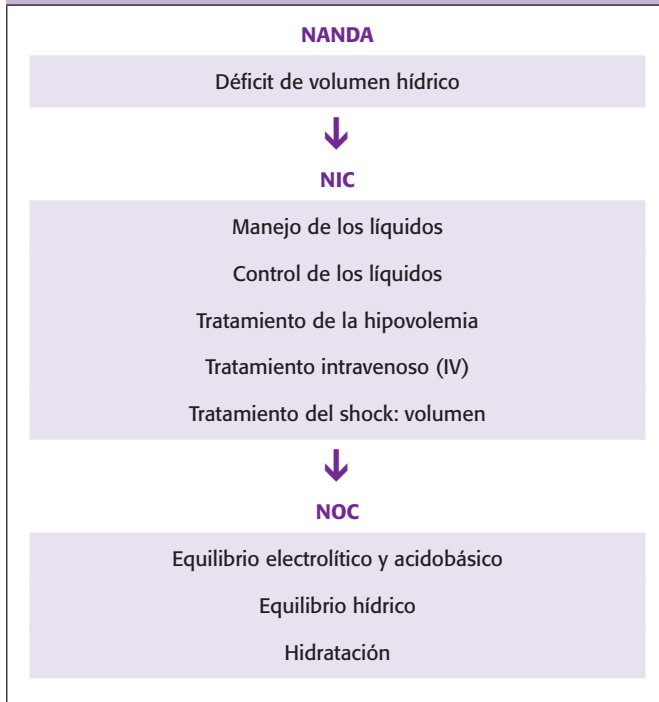 NANDA
Déficit de volumen hídrico
NIC
Manejo de los líquidos
Control de los líquidos
Tratamiento de la hipovolemia
Tratamiento intravenoso (IV)
Tratamiento del shock: volumen
NOC
Equilibrio electrolítico y acidobásico
Equilibrio hídrico
Hidratación